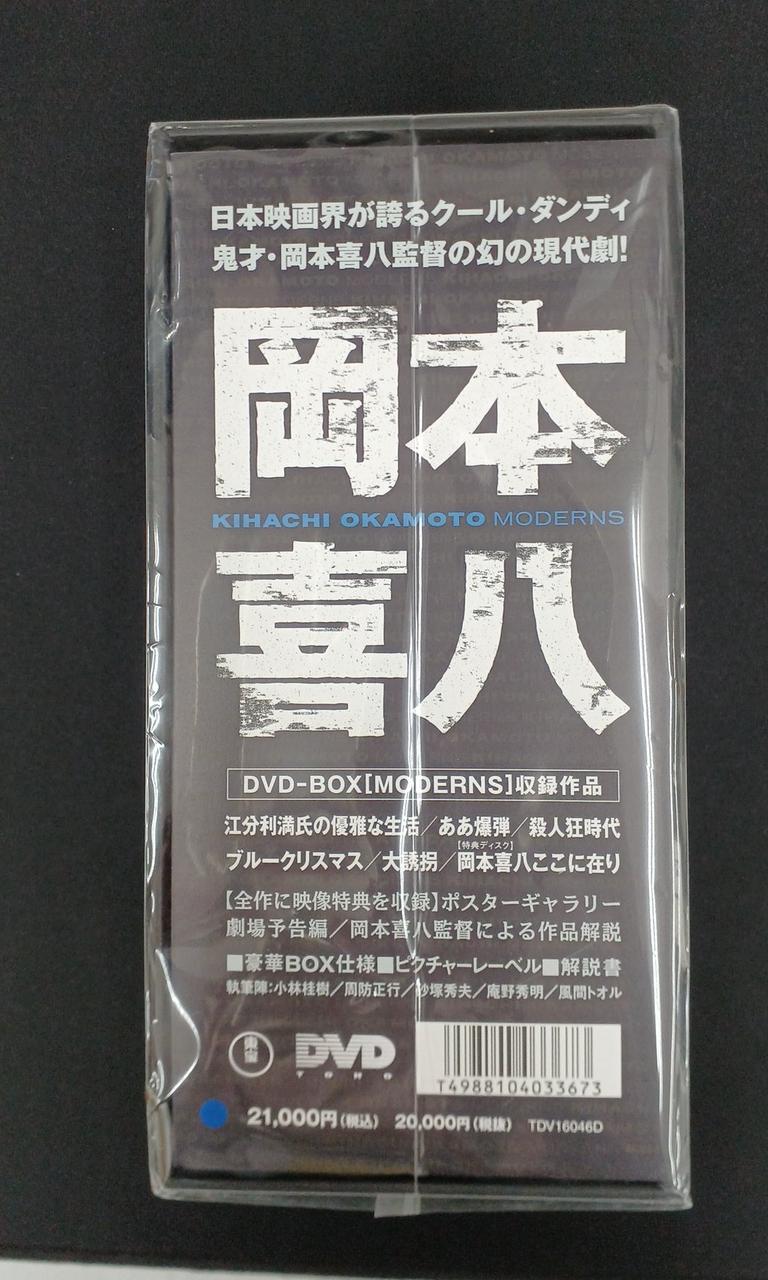 日本映画界が誇るクール・ダンディ
鬼才・岡本喜八監督の幻の現代劇!
岡本
KIHACHI OKAMOTO MODERNS
喜八
DVD-BOX[MODERNS]収録作品
江分利満氏の優雅な生活/ああ爆弾/殺人狂時代
【特典ディスク】
ブルークリスマス/大誘拐/岡本喜八ここに在り
【全作に映像特典を収録】ポスターギャラリー
劇場予告編/岡本喜八監督による作品解説
■豪華BOX仕様■ピクチャーレーベル■解説書
執筆陣:小林桂樹/周防正行/砂塚秀夫/庵野秀明/風間トオル
東宝 DVD
TOHO
T4988104033673
21,000円(税込) 20,000円(税抜) TDV16046D